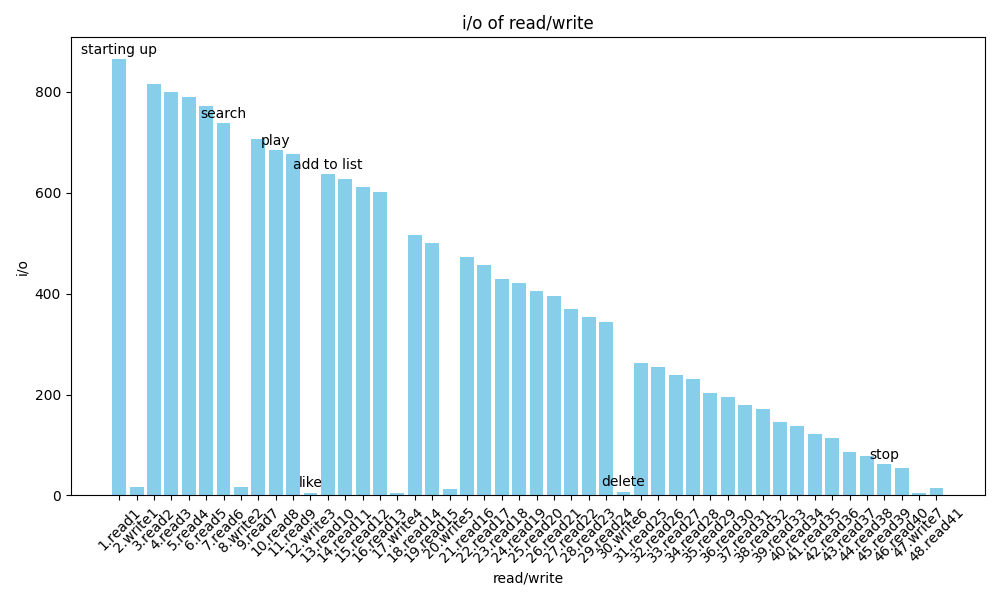 i/o of read/write
starting up
search
play
add to list
like
delete
stop
i/o
800
600
400
200
0
1.read1
2.write1
3.read2
4.read3
5.read4
6.read5
7.read6
8.write2
9.read7
10.read8
11.read9
12.write3
13.read10
14.read11
15.read12
16.read13
17.write4
18.read14
19.read15
20.write5
21.read16
22.read17
23.read18
24.read19
25.read20
26.read21
27.read22
28.read23
29.read24
30.write6
31.read25
32.read26
33.read27
34.read28
35.read29
36.read30
37.read31
38.read32
39.read33
40.read34
41.read35
42.read36
43.read37
44.read38
45.read39
46.read40
47.write7
48.read41
read/write